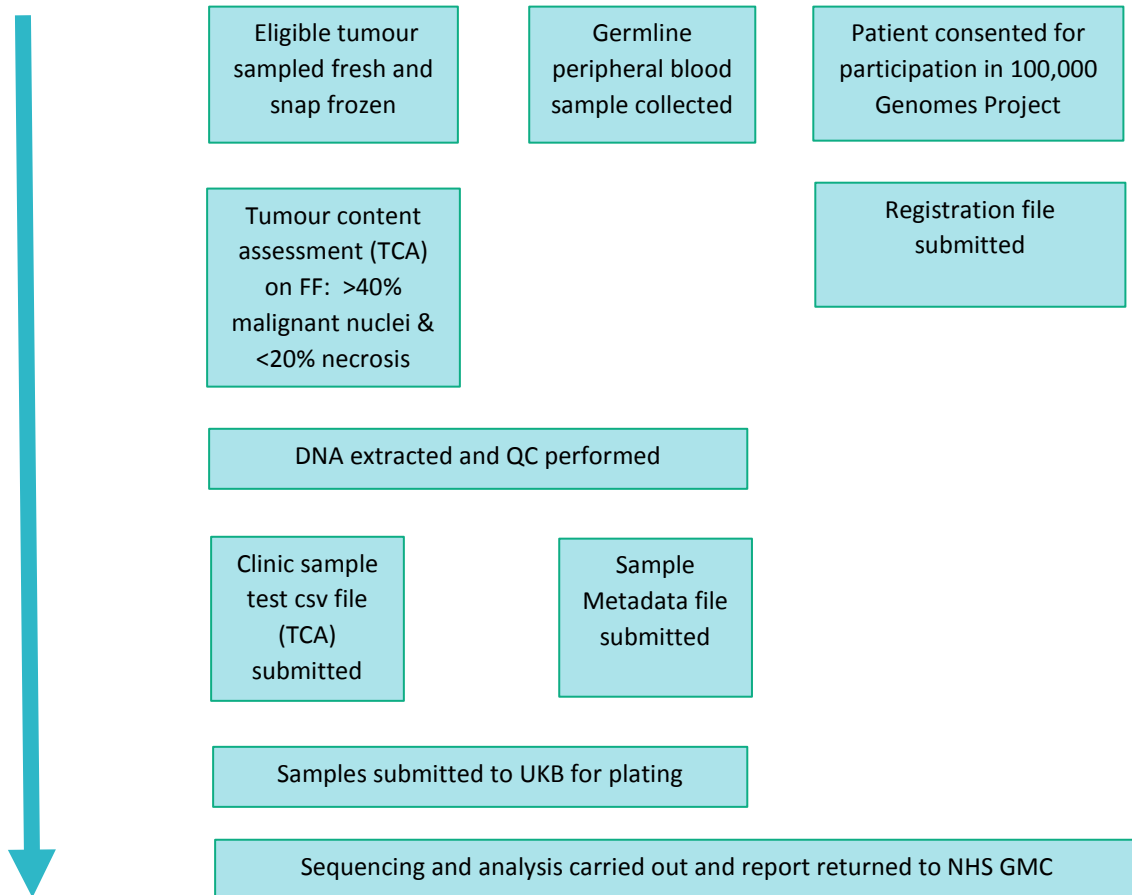 Eligible tumour
sampled fresh and
snap frozen
Germline
peripheral blood
sample collected
Patient consented for
participation in 100,000
Genomes Project
Tumour content
assessment (TCA)
on FF:  >40%
malignant nuclei &
<20% necrosis
Registration file
submitted
DNA extracted and QC performed
Clinic sample
test csv file
(TCA)
submitted
Sample
Metadata file
submitted
Samples submitted to UKB for plating
Sequencing and analysis carried out and report returned to NHS GMC